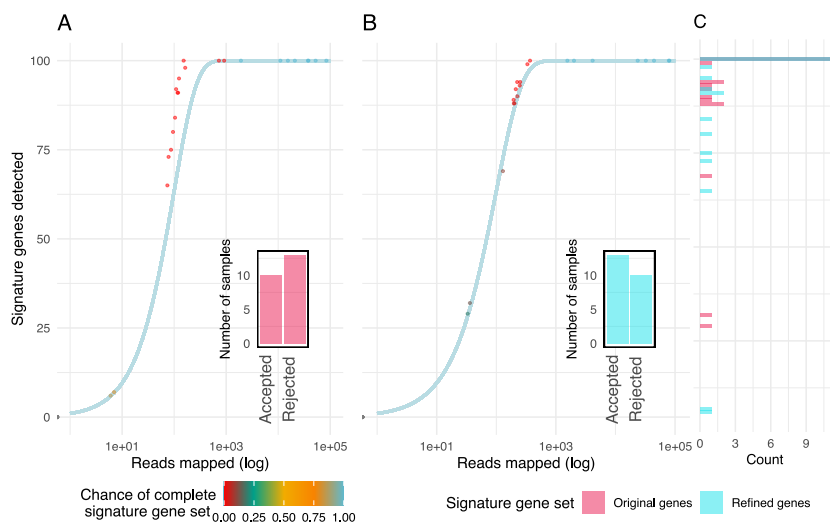 A
B
C
Signature genes detected
100
75
50
25
0
Number of samples
10
5
0
Accepted
Rejected
1e+01
1e+03
1e+05
Reads mapped (log)
Number of samples
10
5
0
Accepted
Rejected
1e+01
1e+03
1e+05
Reads mapped (log)
0
3
6
9
Count
Chance of complete
signature gene set
0.00
0.25
0.50
0.75
1.00
Signature gene set
Original genes
Refined genes